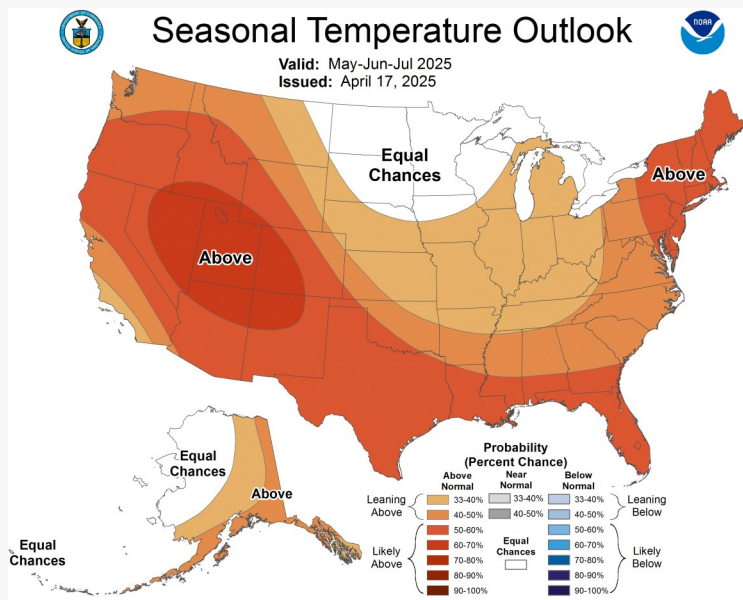 Seasonal Temperature Outlook
NOAA
Valid: May-Jun-Jul 2025
Issued: April 17, 2025
Equal
Chances
Above
Above
Equal
Chances
Above
Equal
Chances
Probability
(Percent Chance)
Above
Normal
Near
Normal
Below
Normal
Leaning
Above
33-40%
40-50%
33-40%
40-50%
33-40%
40-50%
Leaning
Below
Likely
Above
50-60%
60-70%
70-80%
80-90%
90-100%
Equal
Chances
50-60%
60-70%
70-80%
80-90%
90-100%
Likely
Below